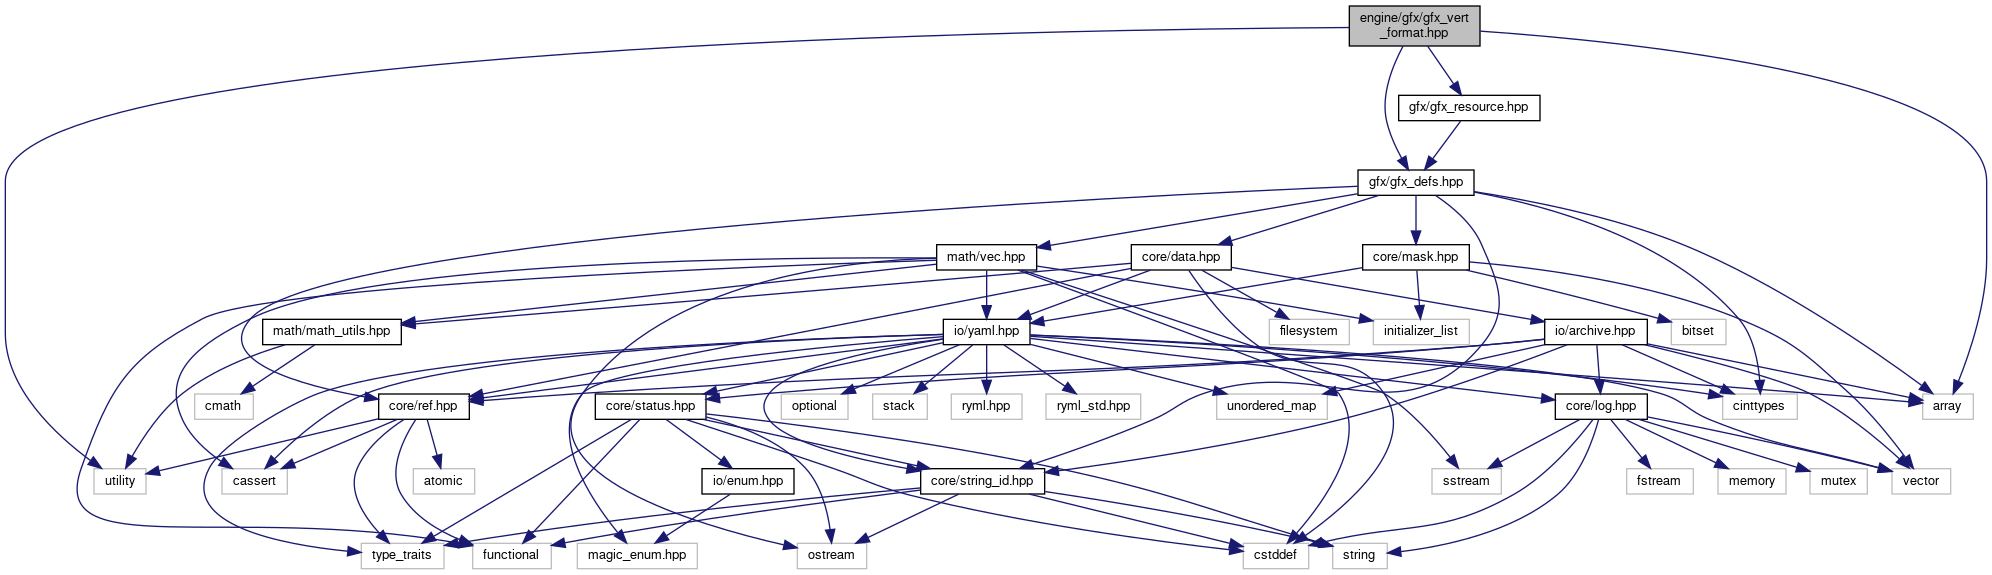 engine/gfx/gfx_vert
_format.hpp
gfx/gfx_resource.hpp
gfx/gfx_defs.hpp
math/vec.hpp
core/data.hpp
core/mask.hpp
math/math_utils.hpp
io/yaml.hpp
filesystem
initializer_list
io/archive.hpp
bitset
cmath
core/ref.hpp
core/status.hpp
optional
stack
ryml.hpp
ryml_std.hpp
unordered_map
core/log.hpp
cinttypes
array
utility
cassert
atomic
io/enum.hpp
core/string_id.hpp
sstream
fstream
memory
mutex
vector
type_traits
functional
magic_enum.hpp
ostream
cstddef
string